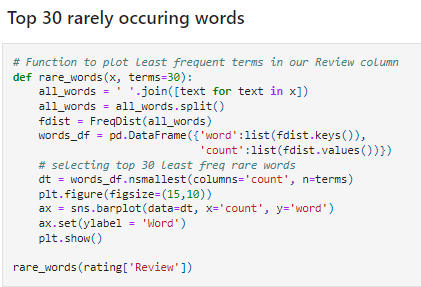 Top 30 rarely occuring words
# Function to plot least frequent terms in our Review column
def rare_words(x, terms=30):
    all_words = ' '.join([text for text in x])
    all_words = all_words.split()
    fdist = FreqDist(all_words)
    words_df = pd.DataFrame({'word':list(fdist.keys()),
                             'count':list(fdist.values())})
    # selecting top 30 least freq rare words
    dt = words_df.nsmallest(columns='count', n=terms)
    plt.figure(figsize=(15,10))
    ax = sns.barplot(data=dt, x='count', y='word')
    ax.set(ylabel = 'Word')
    plt.show()
rare_words(rating['Review'])